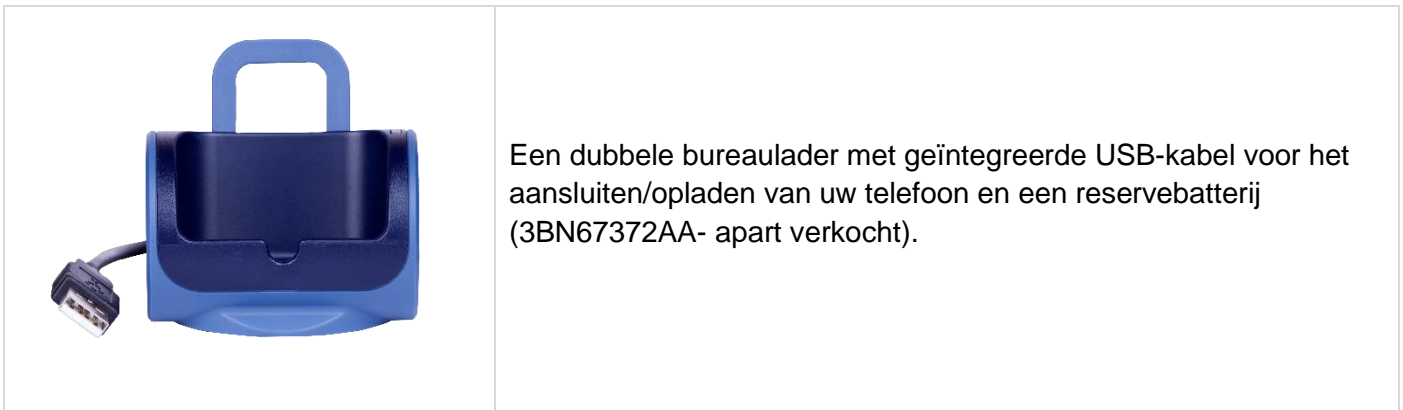 Een dubbele bureaulader met geïntegreerde USB-kabel voor het
aansluiten/opladen van uw telefoon en een reservebatterij
(3BN67372AA- apart verkocht).